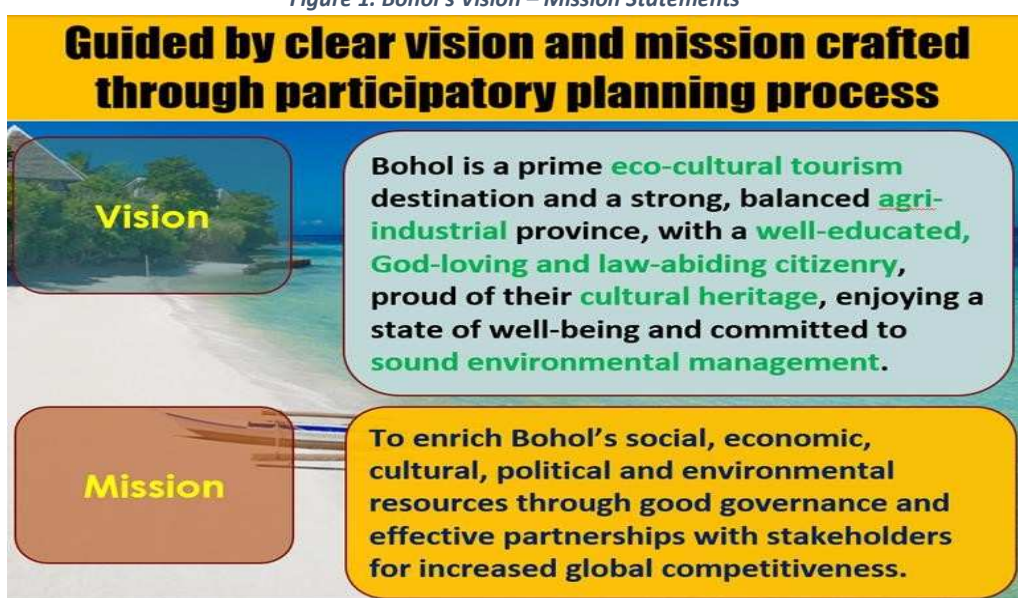 Figure 1. Bohol's Vision – Mission Statements
Guided by clear vision and mission crafted
through participatory planning process
Vision
Bohol is a prime eco-cultural tourism
destination and a strong, balanced agri-
industrial province, with a well-educated,
God-loving and law-abiding citizenry,
proud of their cultural heritage, enjoying a
state of well-being and committed to
sound environmental management.
Mission
To enrich Bohol’s social, economic,
cultural, political and environmental
resources through good governance and
effective partnerships with stakeholders
for increased global competitiveness.